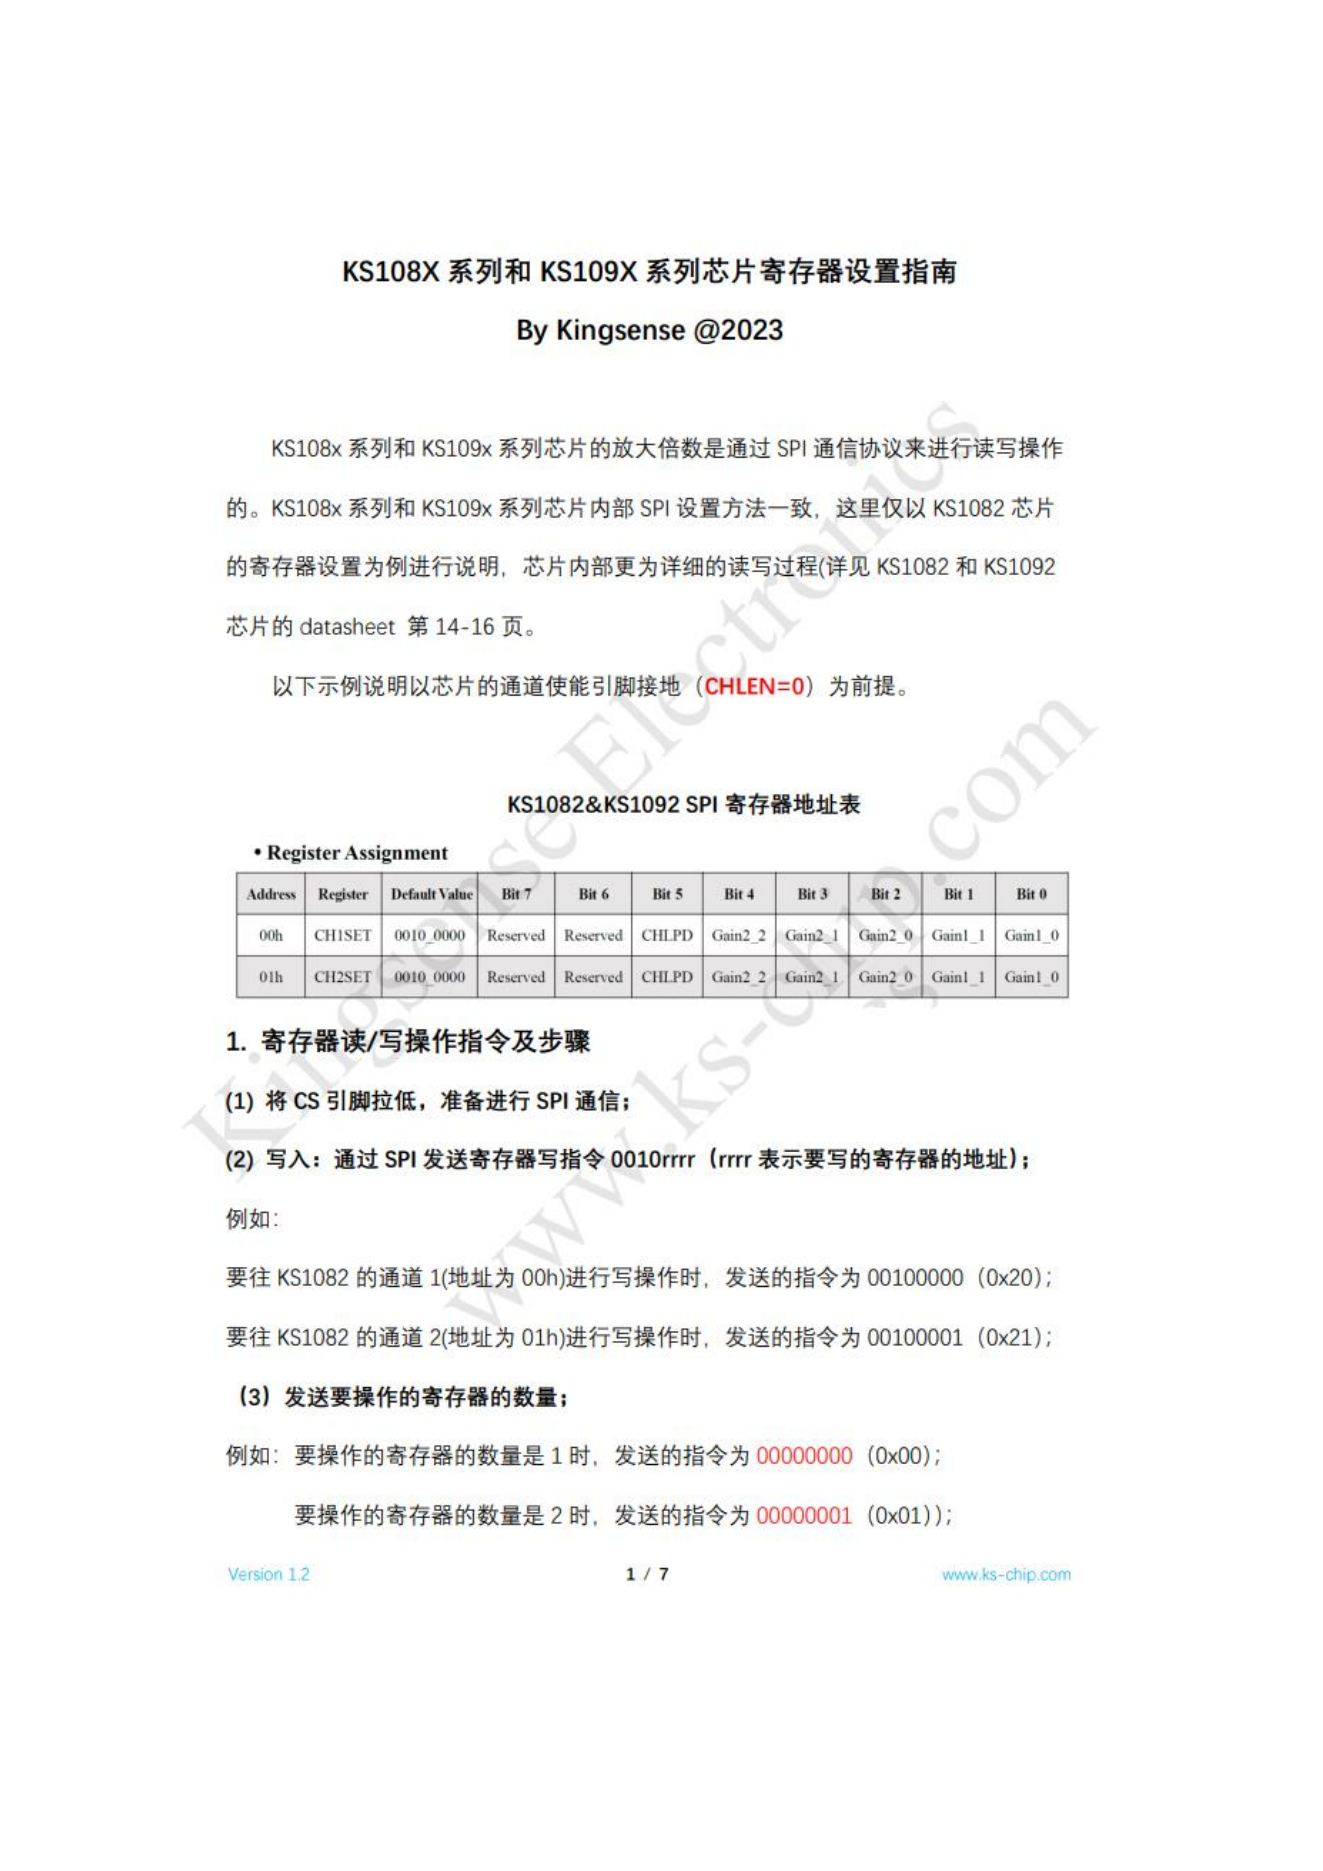 KS108X 系列和 KS109X 系列芯片寄存器设置指南
By Kingsense @2023
KS108x 系列和 KS109x 系列芯片的放大倍数是通过 SPI 通信协议来进行读写操作
的。KS108x 系列和 KS109x 系列芯片内部 SPI 设置方法一致，这里仅以 KS1082 芯片
的寄存器设置为例进行说明，芯片内部更为详细的读写过程(详见 KS1082 和 KS1092
芯片的 datasheet 第 14-16 页。
以下示例说明以芯片的通道使能引脚接地（CHLEN=0）为前提。
KS1082&KS1092 SPI 寄存器地址表
• Register Assignment
Address Register Default Value Bit 7 Bit 6 Bit 5 Bit 4 Bit 3 Bit 2 Bit 1 Bit 0
00h CH1SET 0010_0000 Reserved Reserved CHLPD Gain2_2 Gain2_1 Gain2_0 Gain1_1 Gain1_0
01h CH2SET 0010_0000 Reserved Reserved CHLPD Gain2_2 Gain2_1 Gain2_0 Gain1_1 Gain1_0
1. 寄存器读/写操作指令及步骤
(1) 将 CS 引脚拉低，准备进行 SPI 通信；
(2) 写入：通过 SPI 发送寄存器写指令 0010rrrr（rrrr 表示要写的寄存器的地址）；
例如：
要往 KS1082 的通道 1(地址为 00h)进行写操作时，发送的指令为 00100000（0x20）；
要往 KS1082 的通道 2(地址为 01h)进行写操作时，发送的指令为 00100001（0x21）；
（3）发送要操作的寄存器的数量；
例如：要操作的寄存器的数量是 1 时，发送的指令为 00000000（0x00）；
要操作的寄存器的数量是 2 时，发送的指令为 00000001（0x01））；
Version 1.2 1 / 7 www.ks-chip.com
Kingsense Electronics
www.ks-chip.com